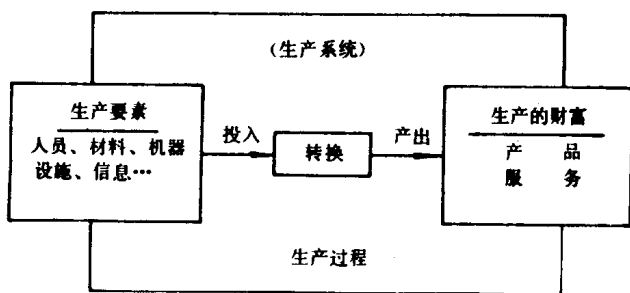 (生产系统)
生产要素
人员、材料、机器
设施、信息…
投入
转换
产出
生产的财富
产 品
服 务
生产过程